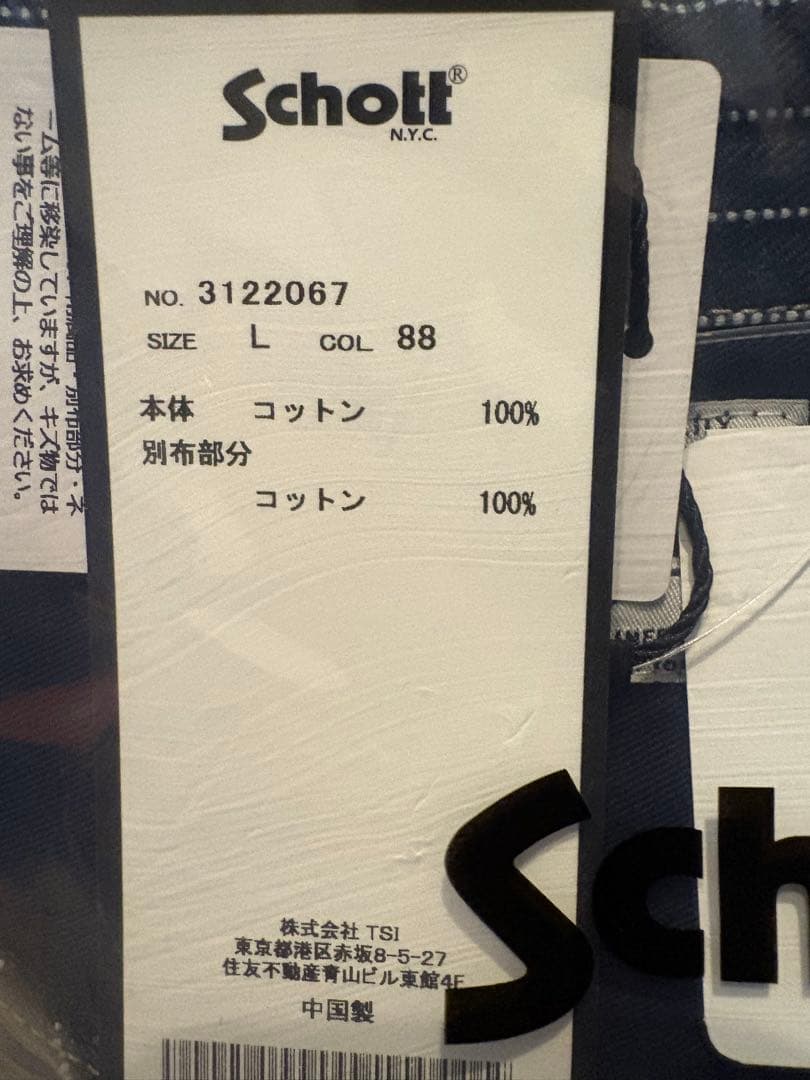 Schott®
N.Y.C.
NO. 3122067
SIZE L COL 88
本体 コットン 100%
別布部分
コットン 100%
株式会社 TSI
東京都港区赤坂8-5-27
住友不動産青山ビル東館4F
中国製
ーム等に移染していますが、キズ物では
ない事をご理解の上、お求めください。
Sch